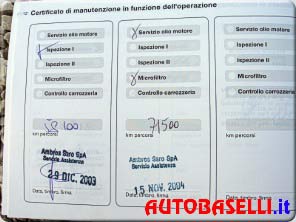 Certificato di manutenzione in funzione dell'operazione
Servizio olio motore
Ispezione I
Ispezione II
Microfiltro
Controllo carrozzeria
km percorsi
Ambros Saro SpA
Servizio Assistenza
29 DIC. 2003
Data, timbro, firma
Servizio olio motore
Ispezione I
Ispezione II
Microfiltro
Controllo carrozzeria
71500
km percorsi
Ambros Saro SpA
Servizio Assistenza
15 NOV. 2004
Data, timbro, firma
Servizio olio motore
Ispezione I
Ispezione II
Microfiltro
Controllo carrozzeria
km percorsi
Data, timbro, firma
AUTOBASELLI.it